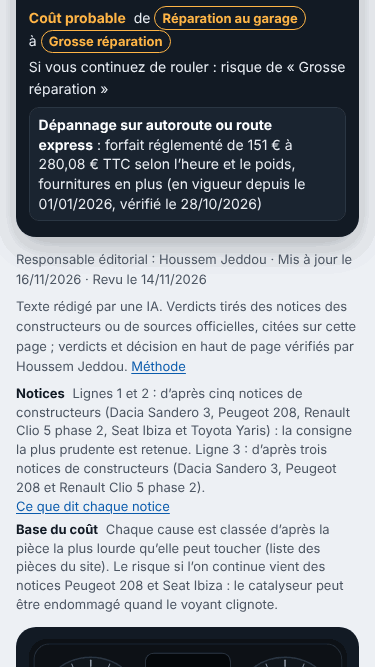 Coût probable de Réparation au garage
à Grosse réparation
Si vous continuez de rouler : risque de « Grosse
réparation »
Dépannage sur autoroute ou route
express : forfait réglementé de 151 € à
280,08 € TTC selon l’heure et le poids,
fournitures en plus (en vigueur depuis le
01/01/2026, vérifié le 28/10/2026)
Responsable éditorial : Houssem Jeddou · Mis à jour le
16/11/2026 · Revu le 14/11/2026
Texte rédigé par une IA. Verdicts tirés des notices des
constructeurs ou de sources officielles, citées sur cette
page ; verdicts et décision en haut de page vérifiés par
Houssem Jeddou. Méthode
Notices Lignes 1 et 2 : d’après cinq notices de
constructeurs (Dacia Sandero 3, Peugeot 208, Renault
Clio 5 phase 2, Seat Ibiza et Toyota Yaris) : la consigne
la plus prudente est retenue. Ligne 3 : d’après trois
notices de constructeurs (Dacia Sandero 3, Peugeot
208 et Renault Clio 5 phase 2).
Ce que dit chaque notice
Base du coût Chaque cause est classée d’après la
pièce la plus lourde qu’elle peut toucher (liste des
pièces du site). Le risque si l’on continue vient des
notices Peugeot 208 et Seat Ibiza : le catalyseur peut
être endommagé quand le voyant clignote.